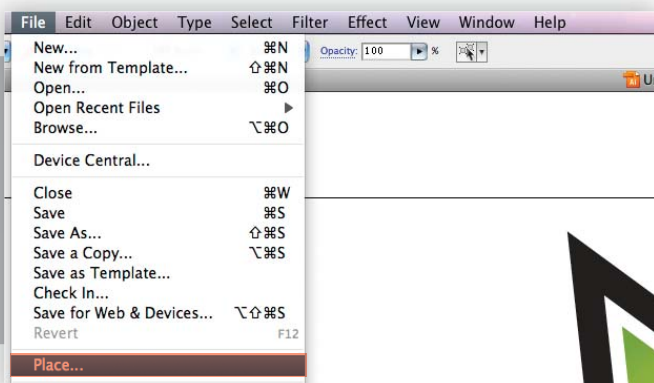 File Edit Object Type Select Filter Effect View Window Help
Opacity: 100 %
New... ⌘N
New from Template... ⇧⌘N
Open... ⌘O
Open Recent Files ▶
Browse... ⌥⌘O
Device Central...
Close ⌘W
Save ⌘S
Save As... ⇧⌘S
Save a Copy... ⌥⌘S
Save as Template...
Check In...
Save for Web & Devices... ⌥⇧⌘S
Revert F12
Place...